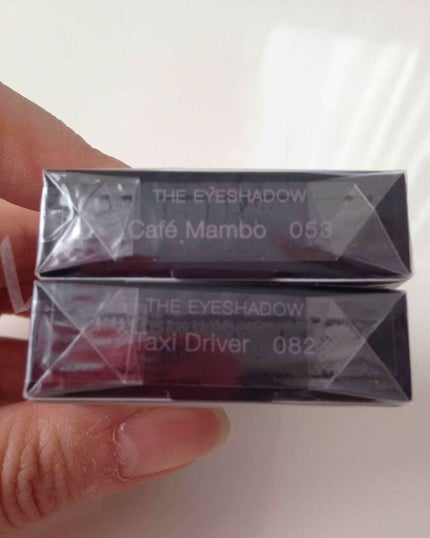 THE EYESHADOW
Café Mambo 053
THE EYESHADOW
Taxi Driver 082